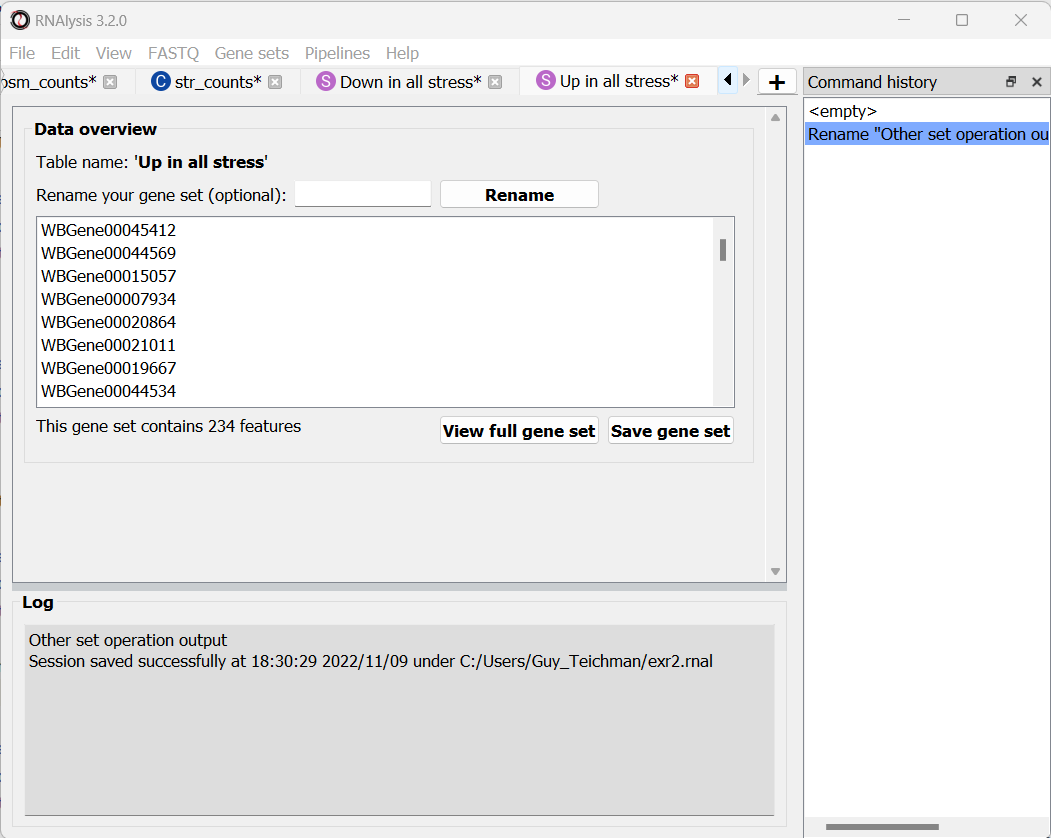 RNAlysis 3.2.0
File Edit View FASTQ Gene sets Pipelines Help
osm_counts* C str_counts* S Down in all stress* S Up in all stress* +
Command history
<empty>
Rename "Other set operation ou
Data overview
Table name: 'Up in all stress'
Rename your gene set (optional): Rename
WBGene00045412
WBGene00044569
WBGene00015057
WBGene00007934
WBGene00020864
WBGene00021011
WBGene00019667
WBGene00044534
This gene set contains 234 features
View full gene set Save gene set
Log
Other set operation output
Session saved successfully at 18:30:29 2022/11/09 under C:/Users/Guy_Teichman/exr2.rnal